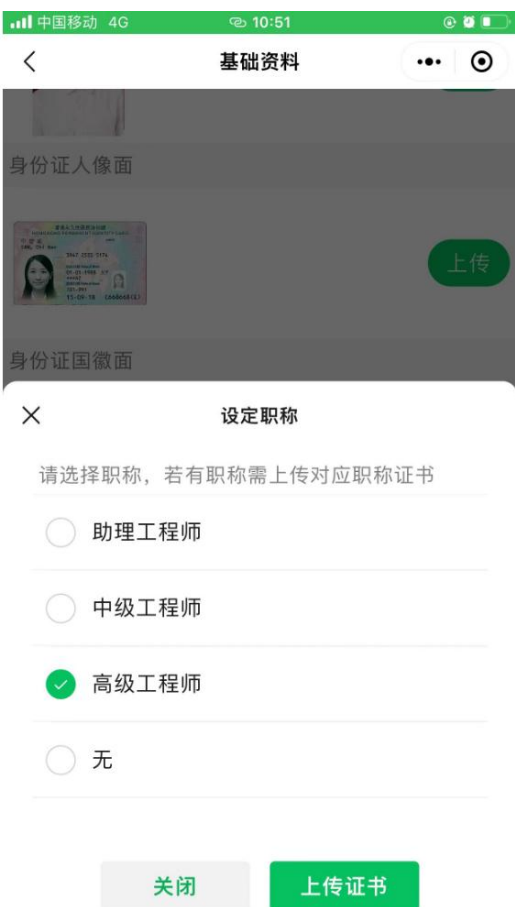 中国移动 4G
10:51
基础资料
身份证人像面
上传
身份证国徽面
设定职称
请选择职称，若有职称需上传对应职称证书
助理工程师
中级工程师
高级工程师
无
关闭
上传证书